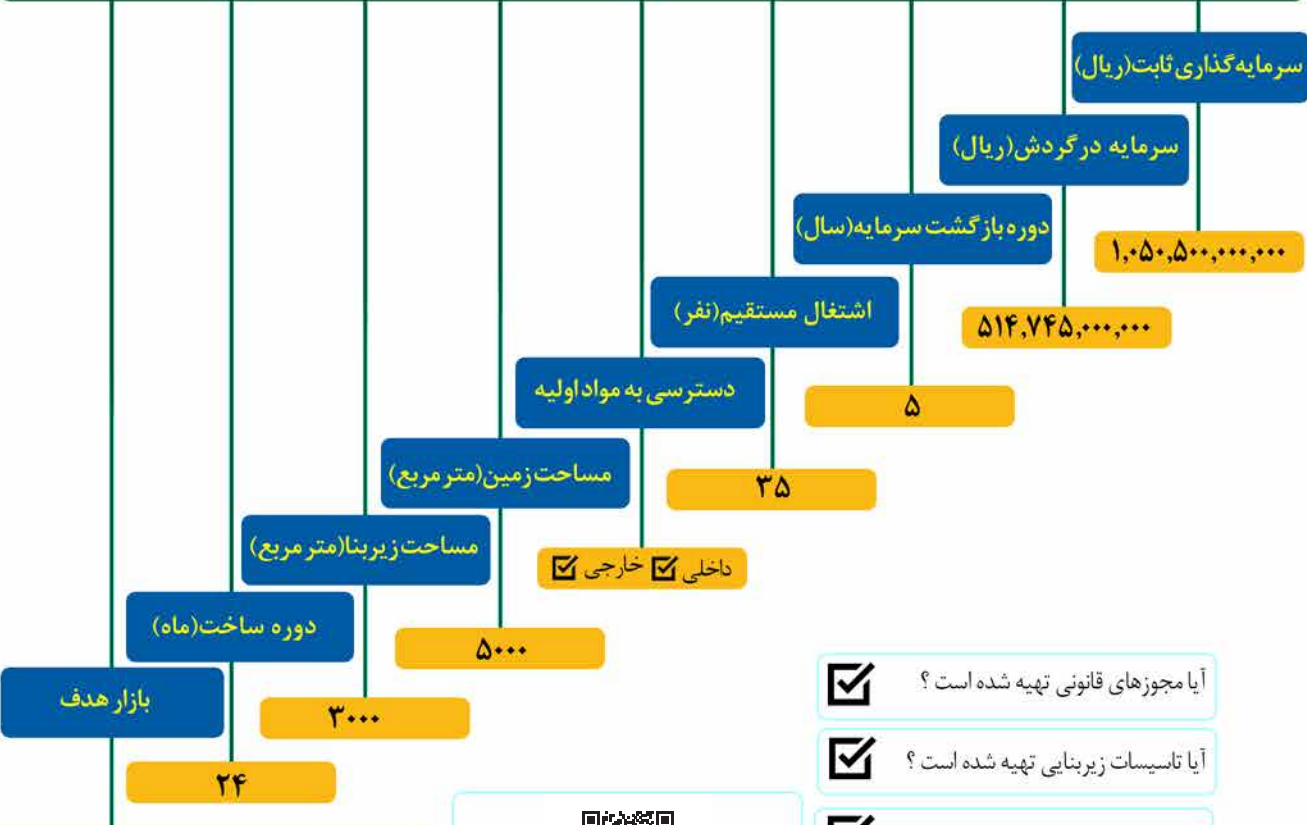 سرمایه‌گذاری ثابت(ریال)
۱,۰۵۰,۵۰۰,۰۰۰,۰۰۰
سرمایه در گردش(ریال)
۵۱۴,۷۴۵,۰۰۰,۰۰۰
دوره بازگشت سرمایه(سال)
۵
اشتغال مستقیم(نفر)
۳۵
دسترسی به مواد اولیه
داخلی ☑ خارجی ☑
مساحت زمین(متر مربع)
۵۰۰۰
مساحت زیربنا(متر مربع)
۳۰۰۰
دوره ساخت(ماه)
۲۴
بازار هدف
آیا مجوزهای قانونی تهیه شده است ؟
آیا تاسیسات زیربنایی تهیه شده است ؟